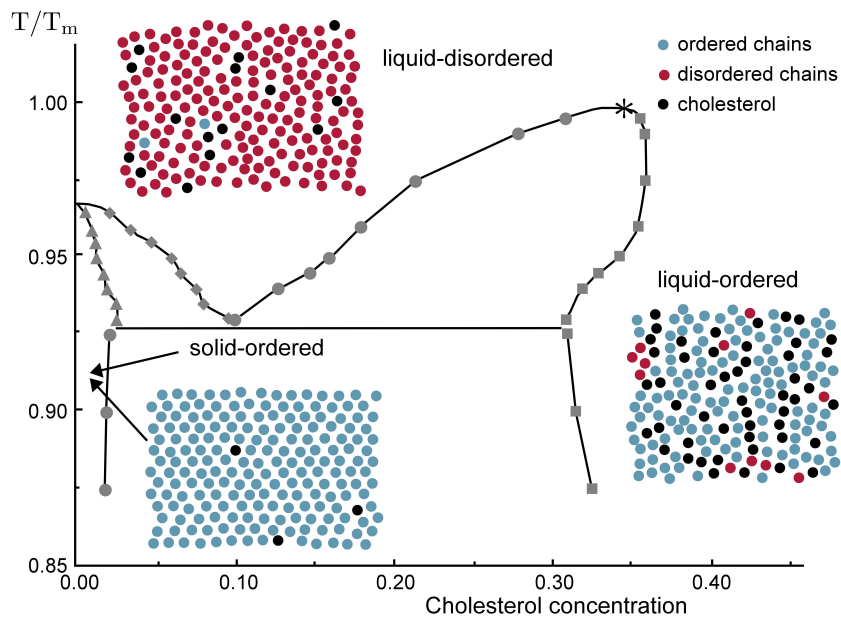 T/Tm
liquid-disordered
ordered chains
disordered chains
cholesterol
1.00
0.95
0.90
0.85
liquid-ordered
solid-ordered
0.00
0.10
0.20
0.30
0.40
Cholesterol concentration